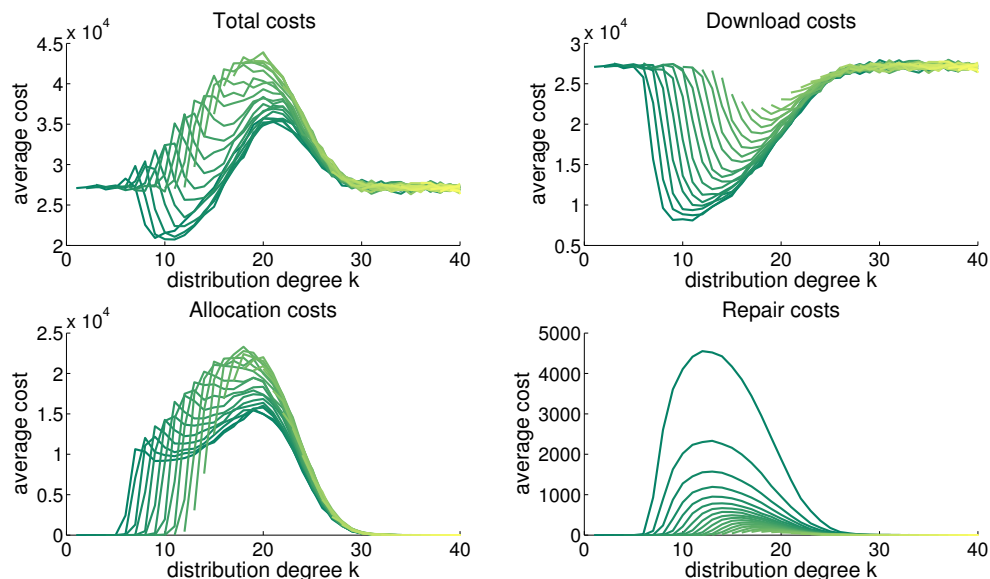 Total costs
x 10^4
4.5
4
3.5
3
2.5
2
average cost
0 10 20 30 40
distribution degree k
Download costs
x 10^4
3
2.5
2
1.5
1
0.5
average cost
0 10 20 30 40
distribution degree k
Allocation costs
x 10^4
2.5
2
1.5
1
0.5
0
average cost
0 10 20 30 40
distribution degree k
Repair costs
5000
4000
3000
2000
1000
0
average cost
0 10 20 30 40
distribution degree k